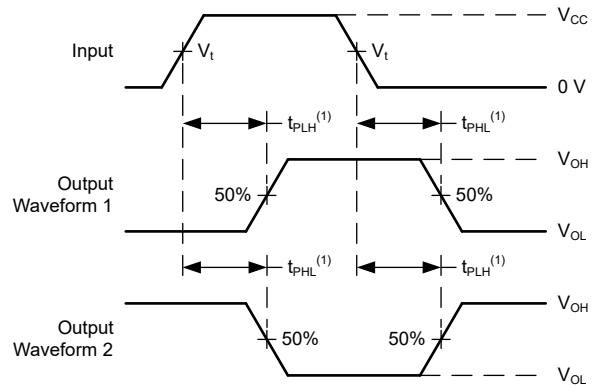 V_CC
Input
V_t
V_t
0 V
t_PLH^(1)
t_PHL^(1)
V_OH
Output
Waveform 1
50%
50%
V_OL
t_PHL^(1)
t_PLH^(1)
V_OH
Output
Waveform 2
50%
50%
V_OL